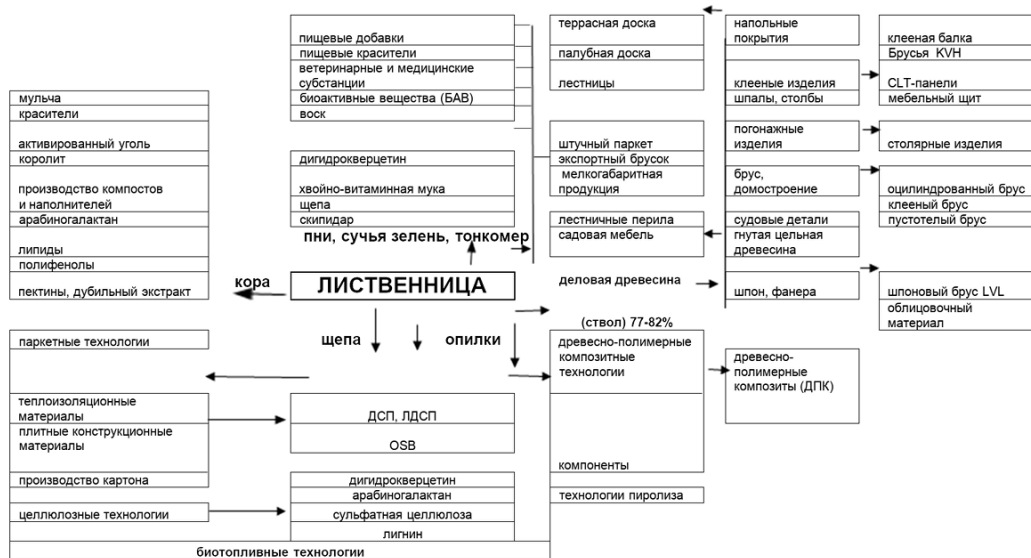 мульча
красители
активированный уголь
королит
производство компостов
и наполнителей
арабиногалактан
липиды
полифенолы
пектины, дубильный экстракт
пищевые добавки
пищевые красители
ветеринарные и медицинские
субстанции
биоактивные вещества (БАВ)
воск
дигидрокверцетин
хвойно-витаминная мука
щепа
скипидар
пни, сучья зелень, тонкомер
террасная доска
палубная доска
лестницы
штучный паркет
экспортный брусок
мелкогабаритная
продукция
лестничные перила
садовая мебель
напольные
покрытия
клееные изделия
шпалы, столбы
погонажные
изделия
брус,
домостроение
судовые детали
гнутая цельная
древесина
шпон, фанера
клееная балка
Брусья KVH
CLT-панели
мебельный щит
столярные изделия
оцилиндрованный брус
клееный брус
пустотелый брус
шпоновый брус LVL
облицовочный
материал
кора
ЛИСТВЕННИЦА
деловая древесина
(ствол) 77-82%
щепа
опилки
паркетные технологии
теплоизоляционные
материалы
плитные конструкционные
материалы
производство картона
целлюлозные технологии
ДСП, ЛДСП
OSB
дигидрокверцетин
арабиногалактан
сульфатная целлюлоза
лигнин
биотопливные технологии
древесно-полимерные
композитные
технологии
компоненты
технологии пиролиза
древесно-
полимерные
композиты (ДПК)